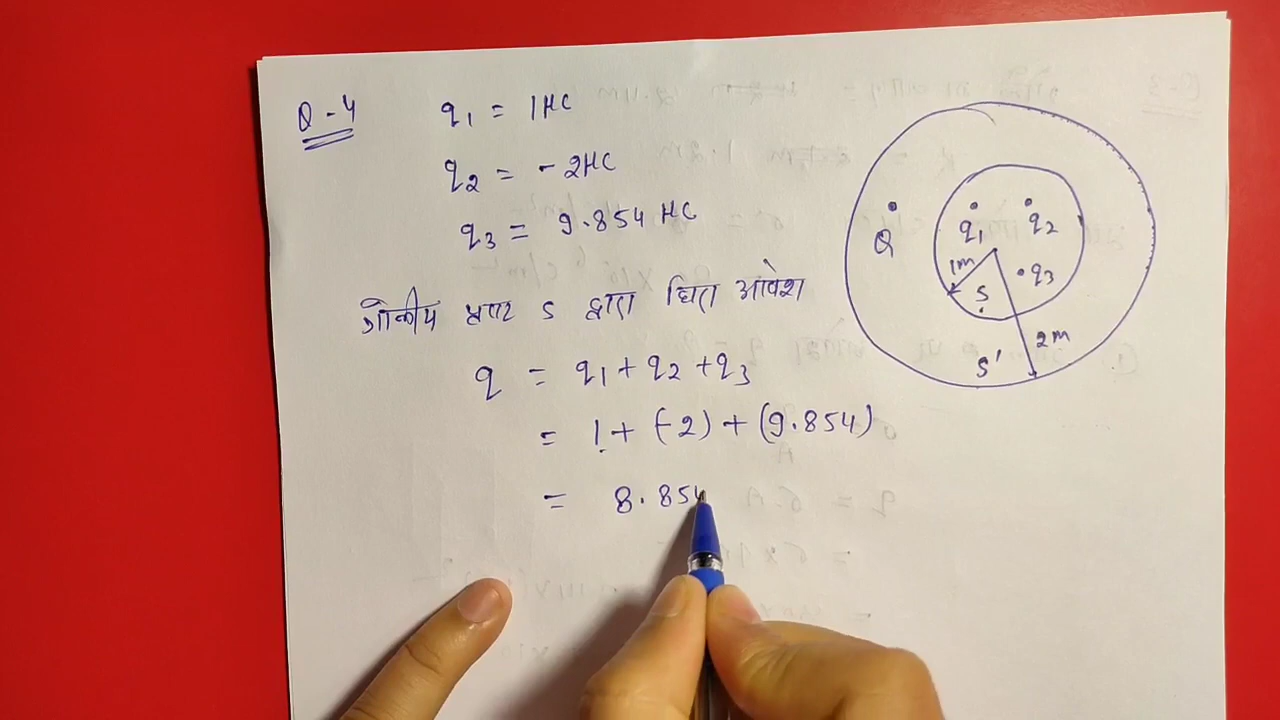 Q - 4
q₁ = 1μC
q₂ = - 2μC
q₃ = 9.854 μC
गोलीय पृष्ठ S द्वारा घिरा आवेश
q = q₁ + q₂ + q₃
= 1 + (-2) + (9.854)
= 8.854
Q
q₁
q₂
1m
q₃
S
2m
S'